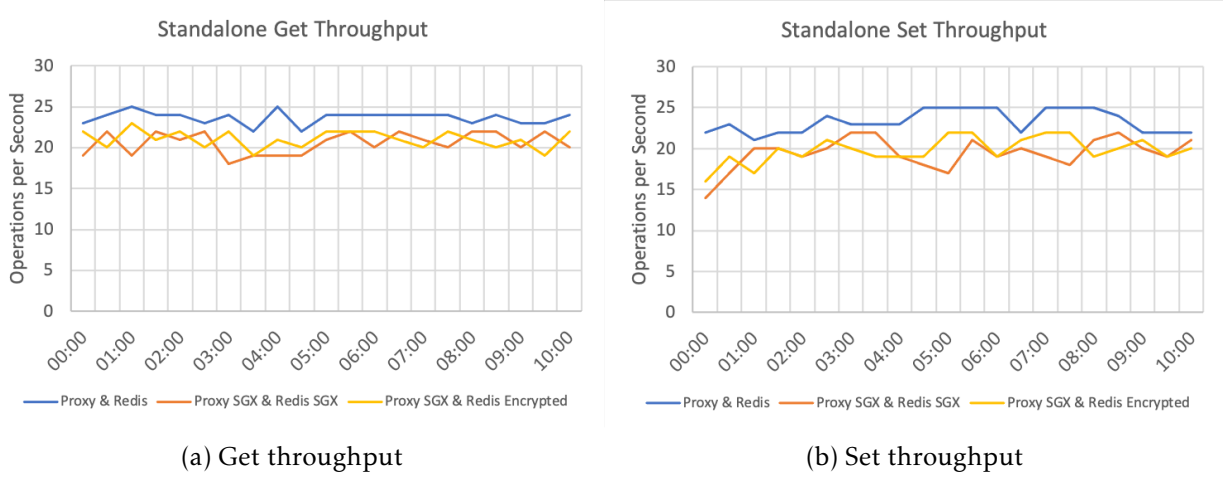 Standalone Get Throughput
Operations per Second
30
25
20
15
10
5
0
00:00 01:00 02:00 03:00 04:00 05:00 06:00 07:00 08:00 09:00 10:00
Proxy & Redis Proxy SGX & Redis SGX Proxy SGX & Redis Encrypted
(a) Get throughput
Standalone Set Throughput
Operations per Second
30
25
20
15
10
5
0
00:00 01:00 02:00 03:00 04:00 05:00 06:00 07:00 08:00 09:00 10:00
Proxy & Redis Proxy SGX & Redis SGX Proxy SGX & Redis Encrypted
(b) Set throughput